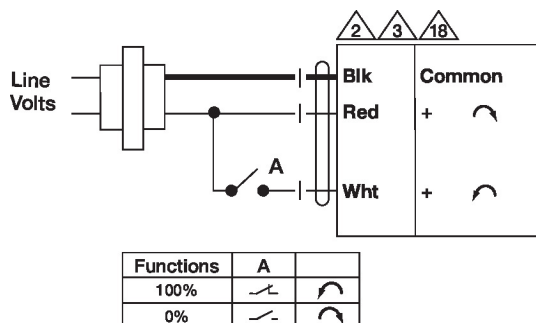 2 3 18
Line Volts
Blk Common
Red +
A
Wht +
Functions A
100%
0%